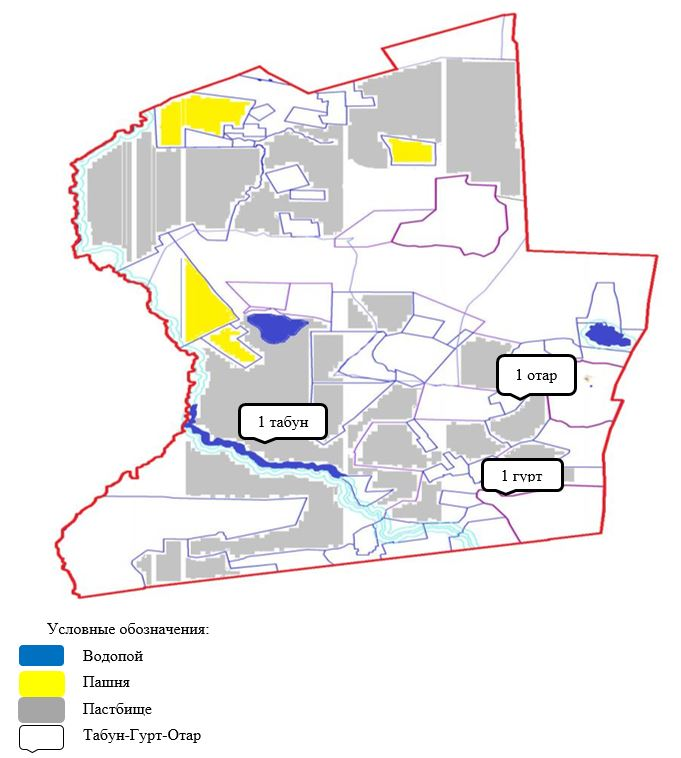 1 отар
1 табун
1 гурт
Условные обозначения:
Водопой
Пашня
Пастбище
Табун-Гурт-Отар